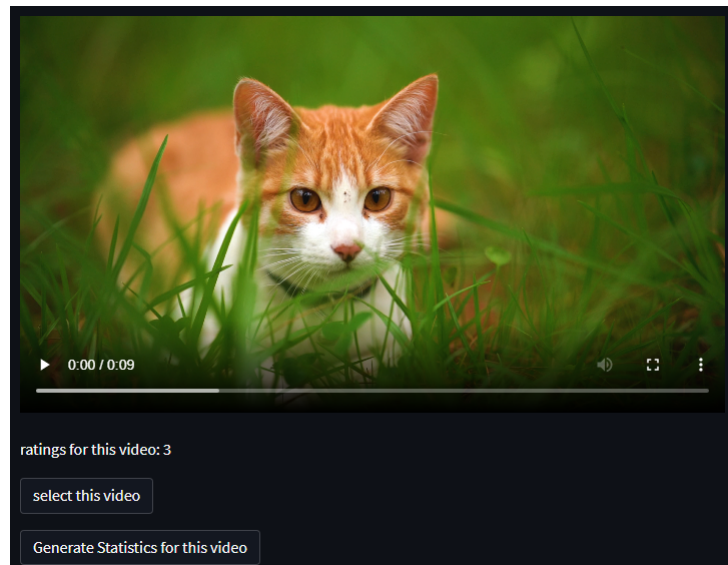 0:00 / 0:09
ratings for this video: 3
select this video
Generate Statistics for this video